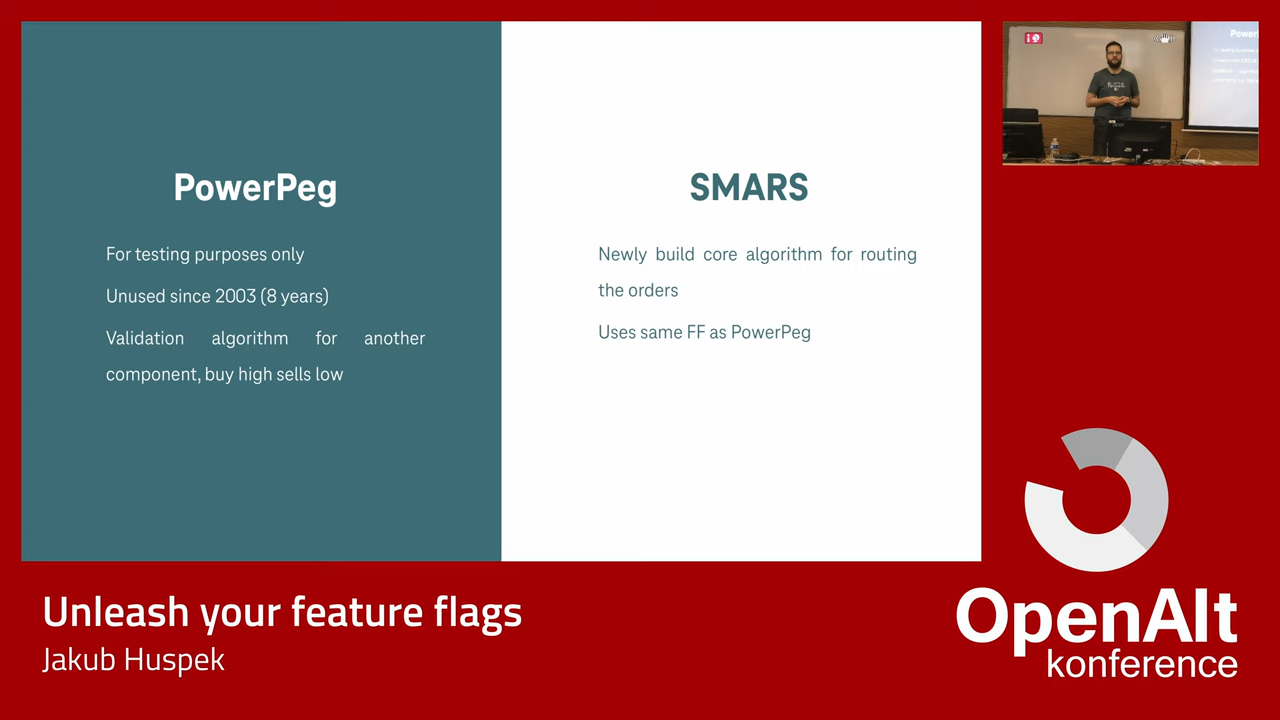 PowerPeg
For testing purposes only
Unused since 2003 (8 years)
Validation algorithm for another
component, buy high sells low
SMARS
Newly build core algorithm for routing
the orders
Uses same FF as PowerPeg
Unleash your feature flags
Jakub Huspek
OpenAlt
konference